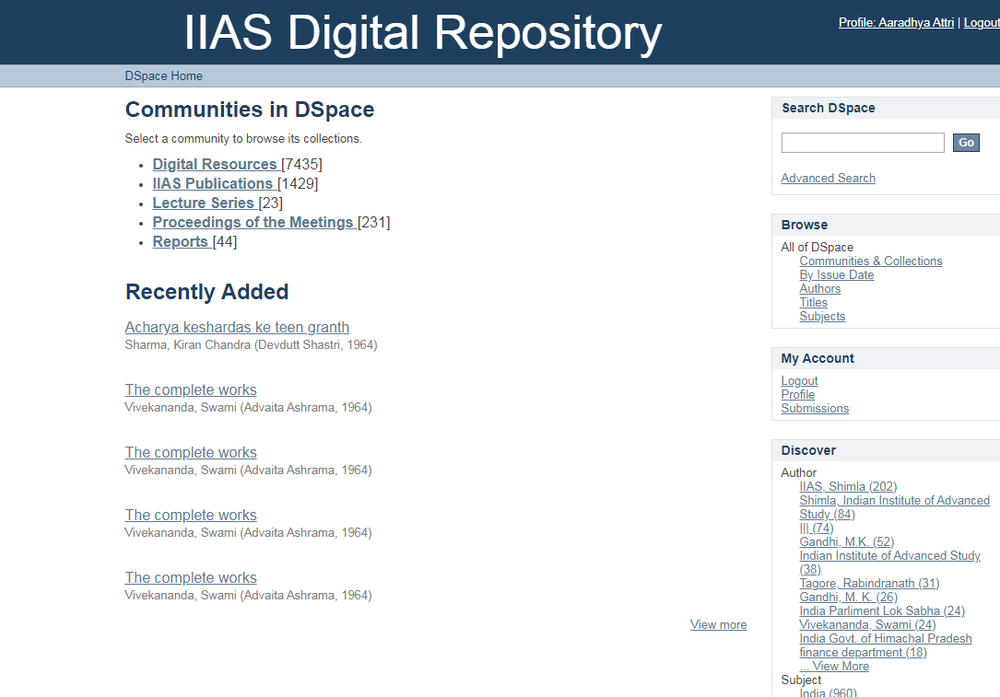 IIAS Digital Repository
Profile: Aaradhya Attri | Logout
DSpace Home
Communities in DSpace
Select a community to browse its collections.
Digital Resources [7435]
IIAS Publications [1429]
Lecture Series [23]
Proceedings of the Meetings [231]
Reports [44]
Recently Added
Acharya keshardas ke teen granth
Sharma, Kiran Chandra (Devdutt Shastri, 1964)
The complete works
Vivekananda, Swami (Advaita Ashrama, 1964)
The complete works
Vivekananda, Swami (Advaita Ashrama, 1964)
The complete works
Vivekananda, Swami (Advaita Ashrama, 1964)
The complete works
Vivekananda, Swami (Advaita Ashrama, 1964)
View more
Search DSpace
Go
Advanced Search
Browse
All of DSpace
Communities & Collections
By Issue Date
Authors
Titles
Subjects
My Account
Logout
Profile
Submissions
Discover
Author
IIAS, Shimla (202)
Shimla, Indian Institute of Advanced
Study (84)
||| (74)
Gandhi, M.K. (52)
Indian Institute of Advanced Study
(38)
Tagore, Rabindranath (31)
Gandhi, M. K. (26)
India Parliment Lok Sabha (24)
Vivekananda, Swami (24)
India Govt. of Himachal Pradesh
finance department (18)
... View More
Subject
India (960)